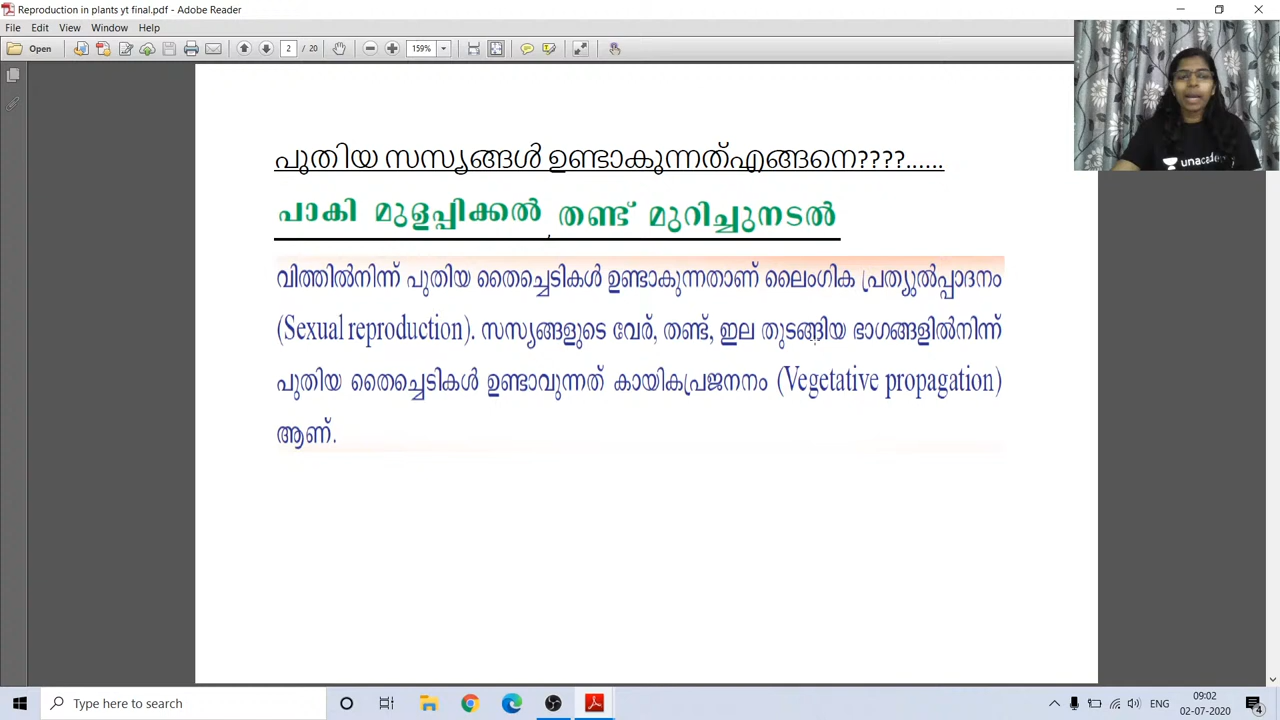 Reproduction in plants yt final.pdf - Adobe Reader
File Edit View Window Help
Open 2 / 20 159%
പുതിയ സസ്യങ്ങൾ ഉണ്ടാകുന്നത്എങ്ങനെ????......
പാകി മുളപ്പിക്കൽ , തണ്ട് മുറിച്ചുനടൽ
വിത്തിൽനിന്ന് പുതിയ തൈച്ചെടികൾ ഉണ്ടാകുന്നതാണ് ലൈംഗിക പ്രത്യുൽപ്പാദനം
(Sexual reproduction). സസ്യങ്ങളുടെ വേര്, തണ്ട്, ഇല തുടങ്ങിയ ഭാഗങ്ങളിൽനിന്ന്
പുതിയ തൈച്ചെടികൾ ഉണ്ടാവുന്നത് കായികപ്രജനനം (Vegetative propagation)
ആണ്.
unacademy
Type here to search
ENG
09:02
02-07-2020
4